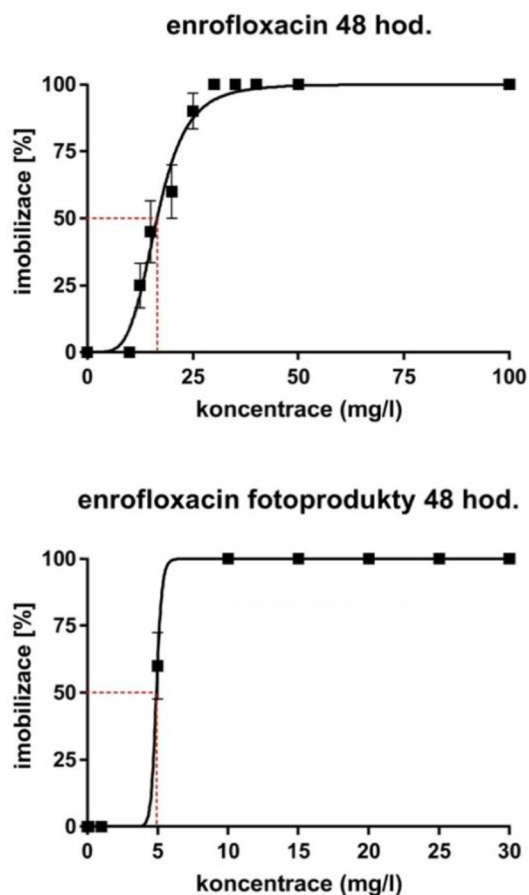 enrofloxacin 48 hod.
imobilizace [%]
100
75
50
25
0
0 25 50 75 100
koncentrace (mg/l)
enrofloxacin fotoprodukty 48 hod.
imobilizace [%]
100
75
50
25
0
0 5 10 15 20 25 30
koncentrace (mg/l)